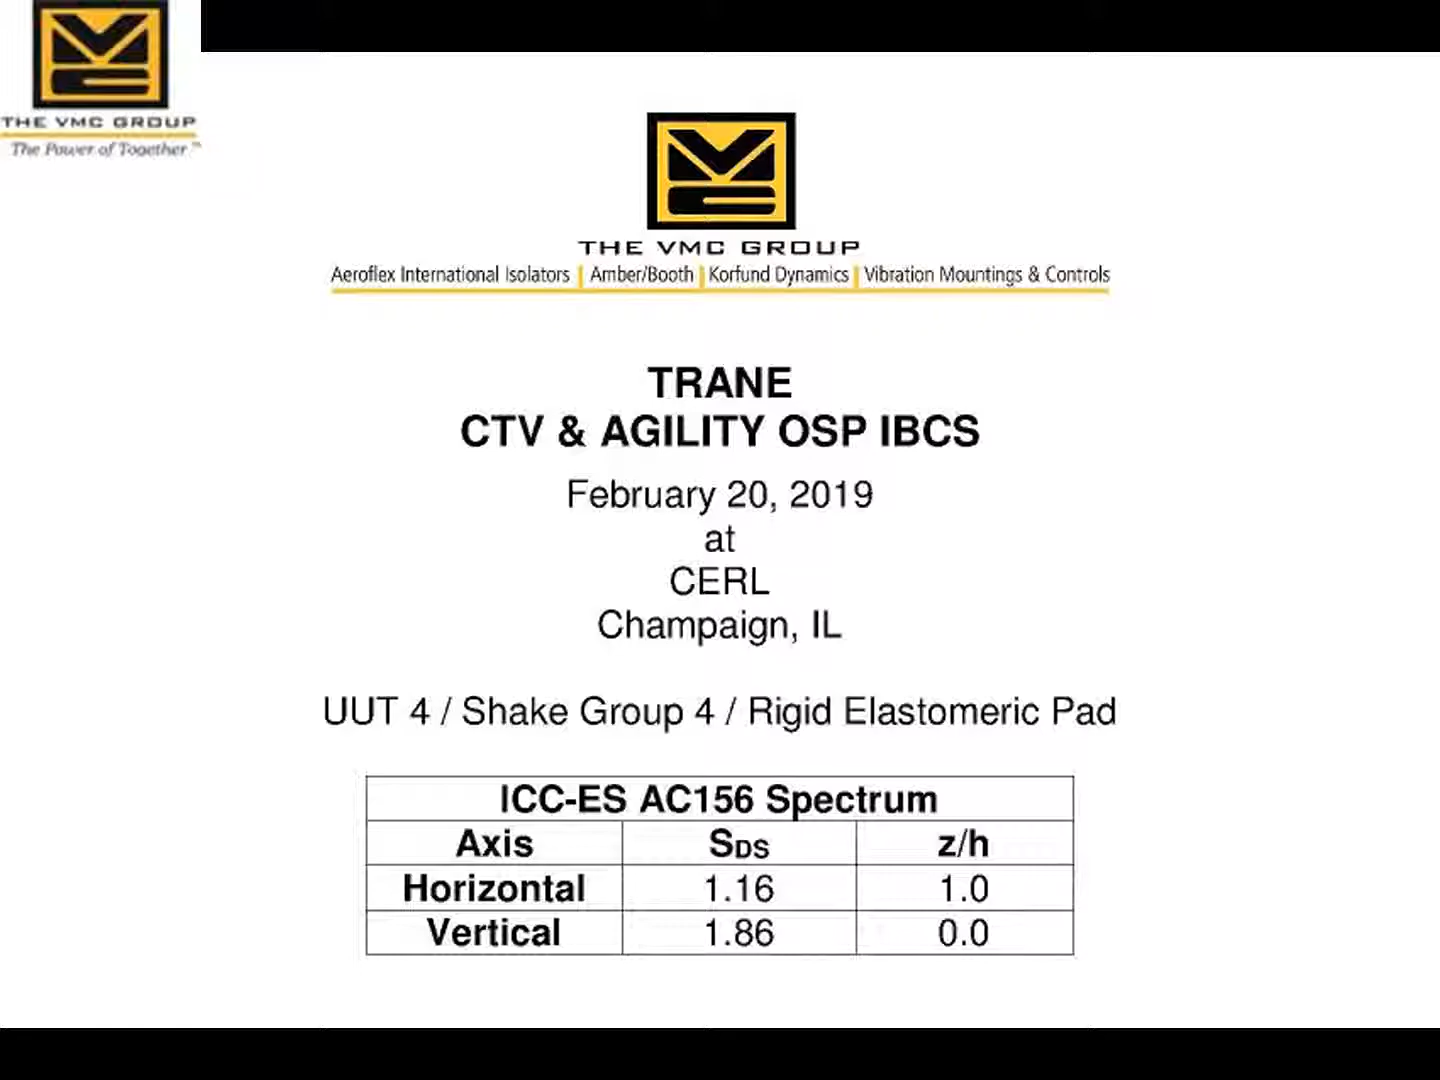 THE VMC GROUP
The Power of Together™
THE VMC GROUP
Aeroflex International Isolators | Amber/Booth | Korfund Dynamics | Vibration Mountings & Controls
TRANE
CTV & AGILITY OSP IBCS
February 20, 2019
at
CERL
Champaign, IL
UUT 4 / Shake Group 4 / Rigid Elastomeric Pad
ICC-ES AC156 Spectrum
Axis SDS z/h
Horizontal 1.16 1.0
Vertical 1.86 0.0